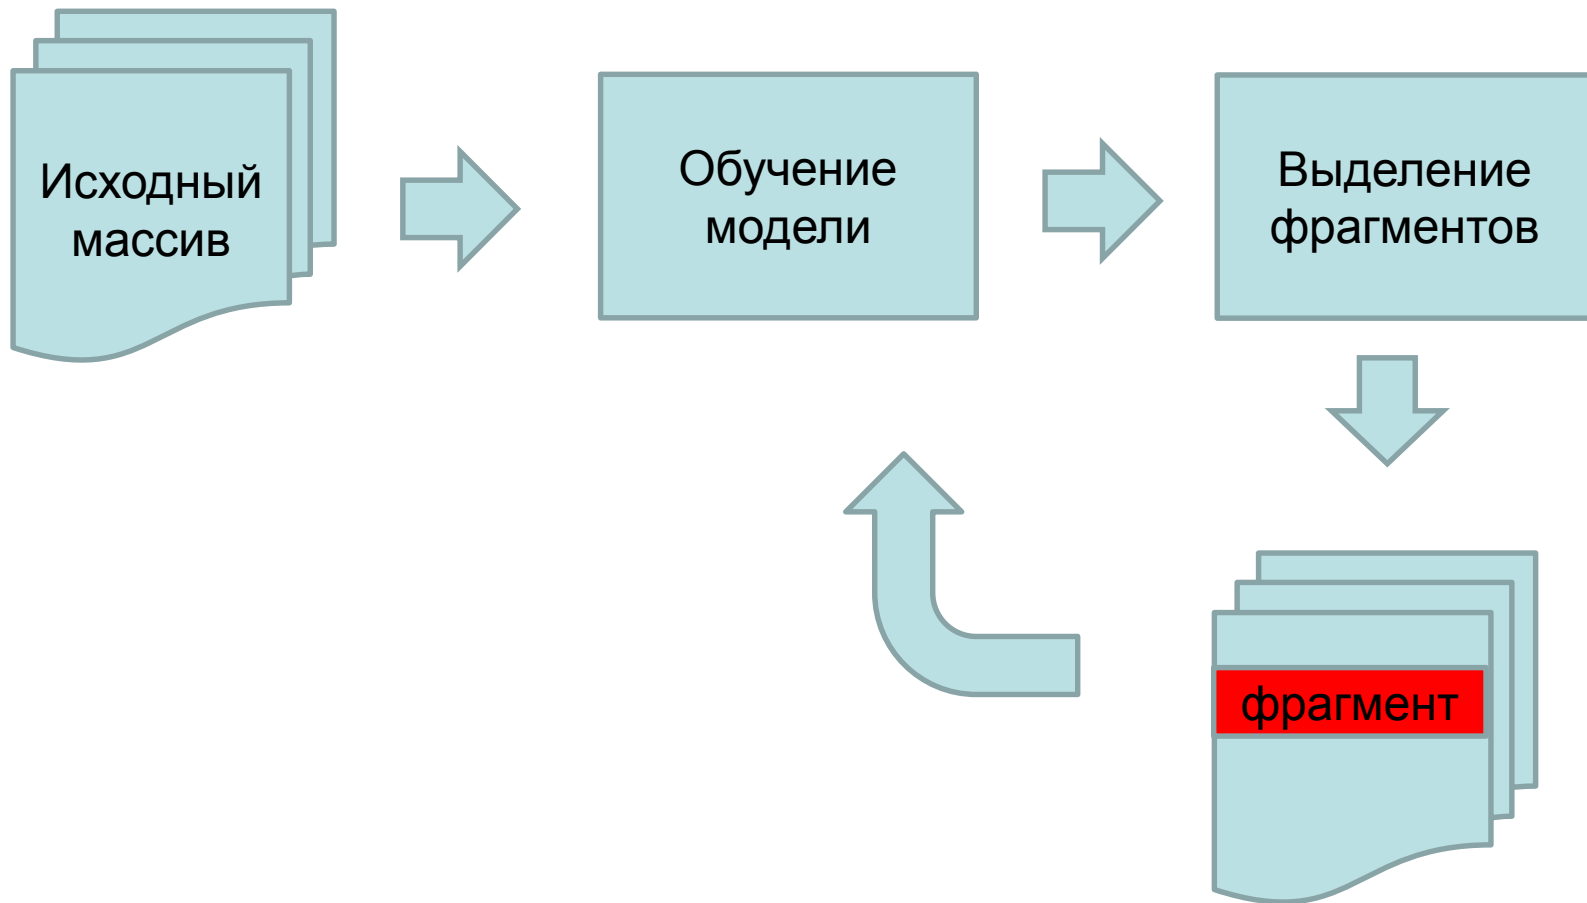 Исходный
массив
Обучение
модели
Выделение
фрагментов
фрагмент